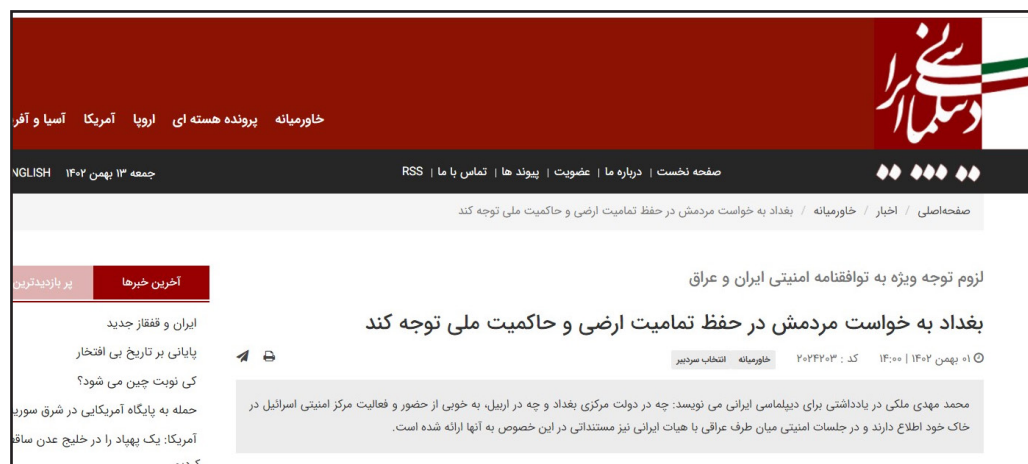 دیپلماسی ایرانی
خاورمیانه پرونده هسته ای اروپا آمریکا آسیا و
صفحه نخست | درباره ما | عضویت | پیوند ها | تماس با ما | RSS
جمعه ۱۳ بهمن ۱۴۰۲
صفحه‌اصلی / اخبار / خاورمیانه / بغداد به خواست مردمش در حفظ تمامیت ارضی و حاکمیت ملی توجه کند
لزوم توجه ویژه به توافقنامه امنیتی ایران و عراق
بغداد به خواست مردمش در حفظ تمامیت ارضی و حاکمیت ملی توجه کند
۰۱ بهمن ۱۴۰۲ | ۱۴:۰۰ کد : ۲۰۲۴۲۰۳ خاورمیانه انتخاب سردبیر
محمد مهدی ملکی در یادداشتی برای دیپلماسی ایرانی می نویسد: چه در دولت مرکزی بغداد و چه در اربیل، به خوبی از حضور و فعالیت مرکز امنیتی اسرائیل در
خاک خود اطلاع دارند و در جلسات امنیتی میان طرف عراقی با هیات ایرانی نیز مستنداتی در این خصوص به آنها ارائه شده است.
آخرین خبرها پر بازدیدترین
ایران و قفقاز جدید
پایانی بر تاریخ بی افتخار
کی نوبت چین می شود؟
حمله به پایگاه آمریکایی در شرق
آمریکا: یک پهپاد را در خلیج عدن